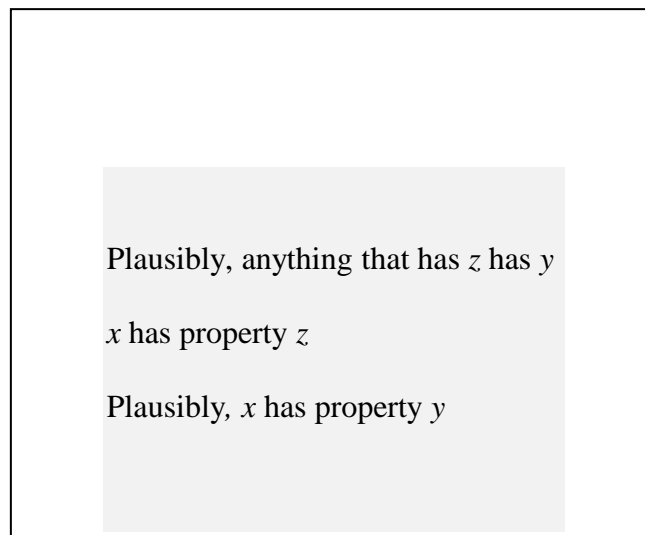 Plausibly, anything that has z has y
x has property z
Plausibly, x has property y